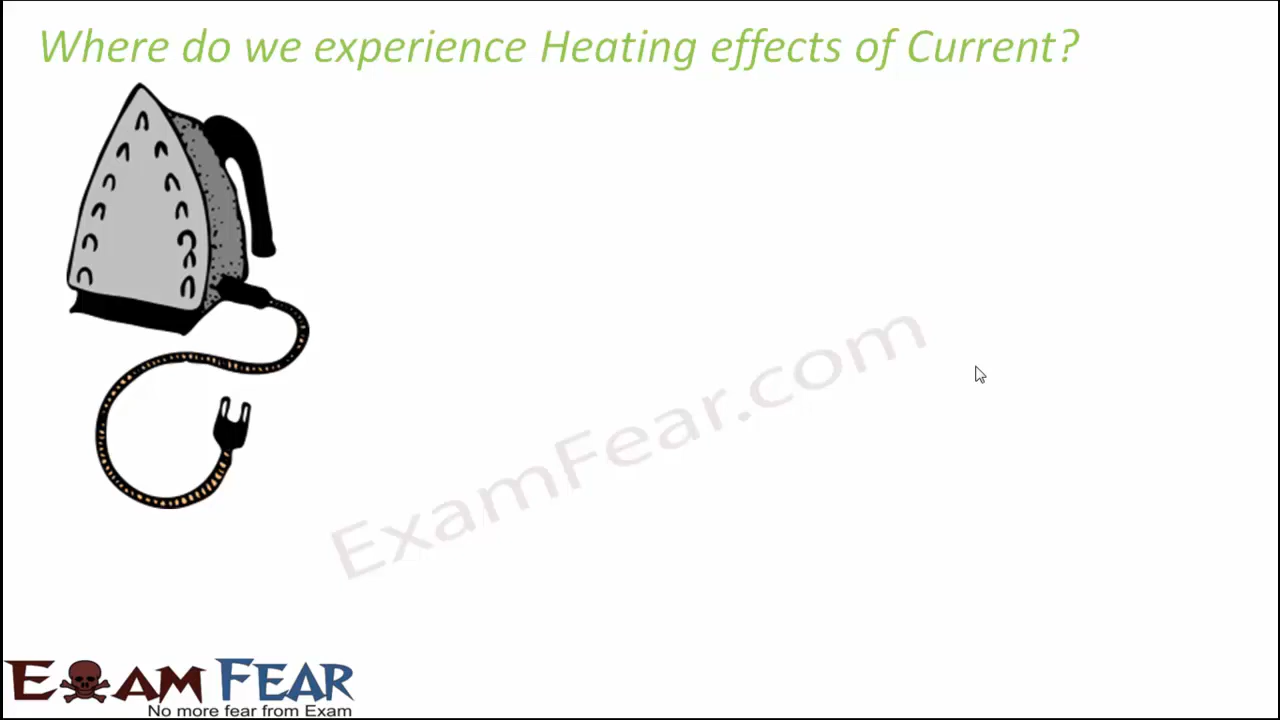 Where do we experience Heating effects of Current?
ExamFear.com
EXAM FEAR
No more fear from Exam